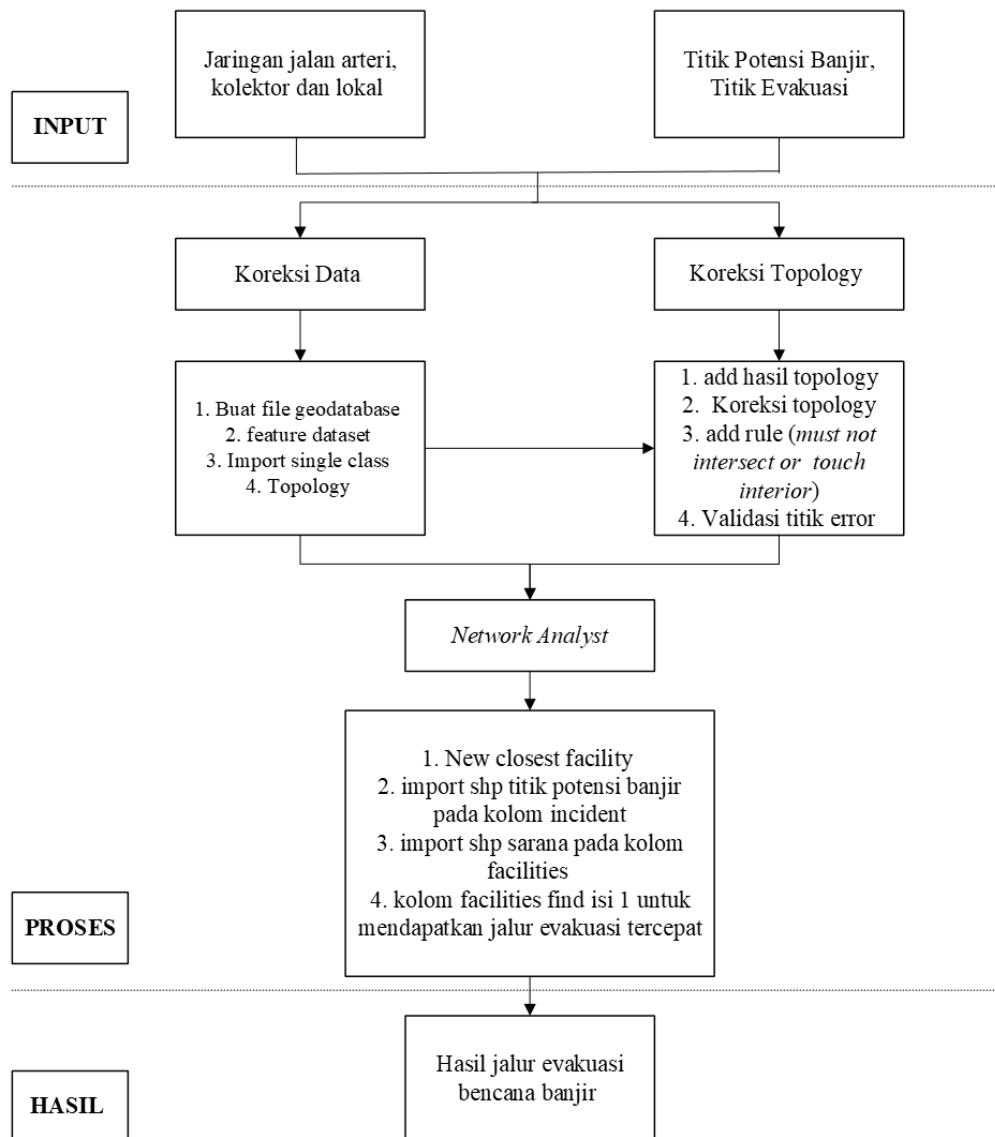 Jaringan jalan arteri,
kolektor dan lokal
Titik Potensi Banjir,
Titik Evakuasi
INPUT
Koreksi Data
Koreksi Topology
1. Buat file geodatabase
2. feature dataset
3. Import single class
4. Topology
1. add hasil topology
2. Koreksi topology
3. add rule (must not
intersect or touch
interior)
4. Validasi titik error
Network Analyst
1. New closest facility
2. import shp titik potensi banjir
pada kolom incident
3. import shp sarana pada kolom
facilities
4. kolom facilities find isi 1 untuk
mendapatkan jalur evakuasi tercepat
PROSES
Hasil jalur evakuasi
bencana banjir
HASIL